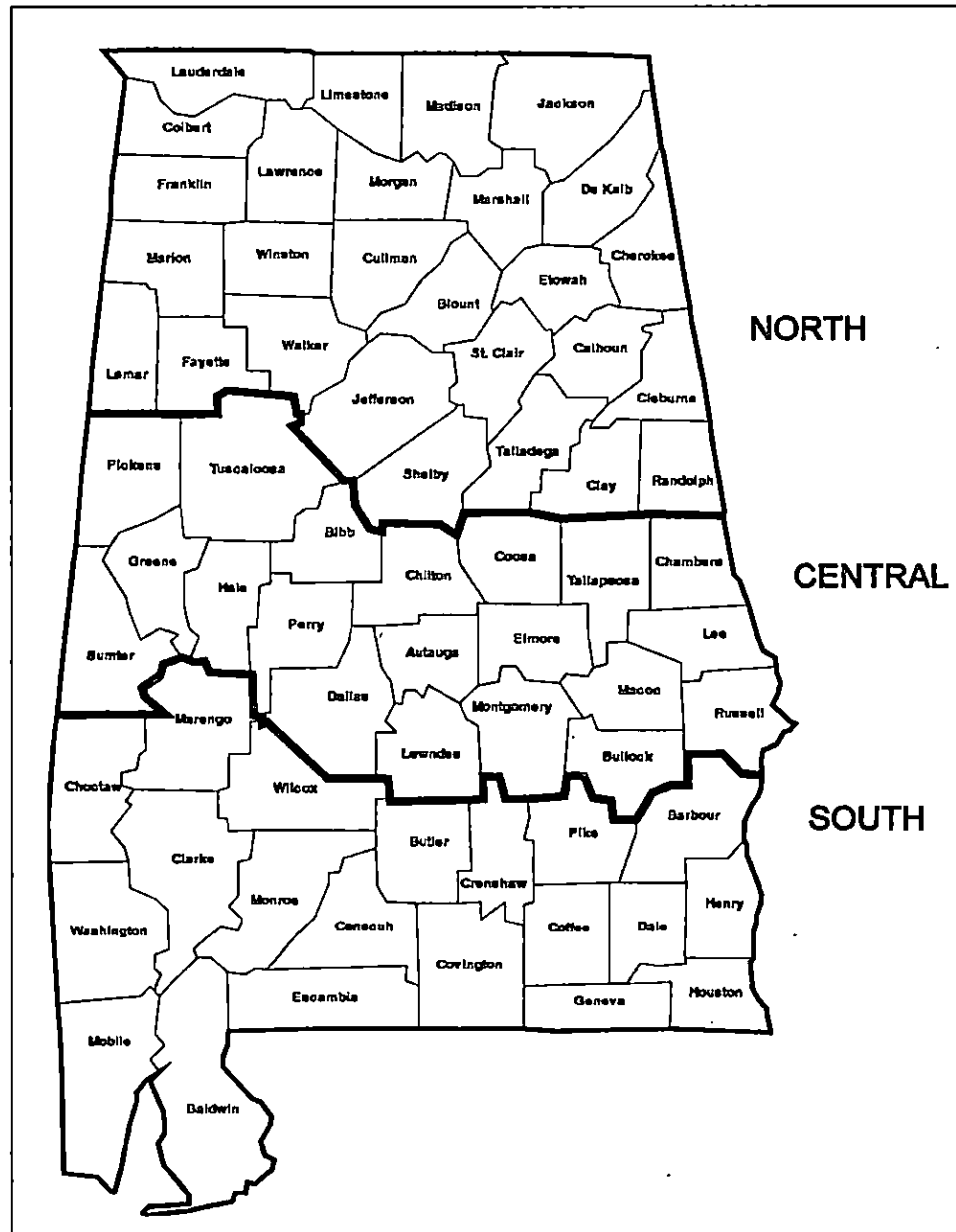 Lauderdale
Limestone
Madison
Jackson
Colbert
Lawrence
Franklin
Morgan
Marshall
De Kalb
Marion
Winston
Cullman
Cherokee
Blount
Etowah
NORTH
Walker
St. Clair
Calhoun
Lamar
Fayette
Jefferson
Cleburne
Pickens
Tuscaloosa
Shelby
Talladega
Clay
Randolph
Bibb
Greene
Hale
Chilton
Coosa
Tallapoosa
Chambers
CENTRAL
Perry
Autauga
Elmore
Lee
Sumter
Dallas
Macon
Montgomery
Marengo
Russell
Lowndes
Bullock
Choctaw
Wilcox
SOUTH
Barbour
Butler
Pike
Clarke
Crenshaw
Monroe
Henry
Washington
Conecuh
Coffee
Dale
Covington
Escambia
Geneva
Houston
Mobile
Baldwin